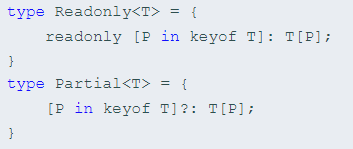 type Readonly<T> = {
    readonly [P in keyof T]: T[P];
}
type Partial<T> = {
    [P in keyof T]?: T[P];
}